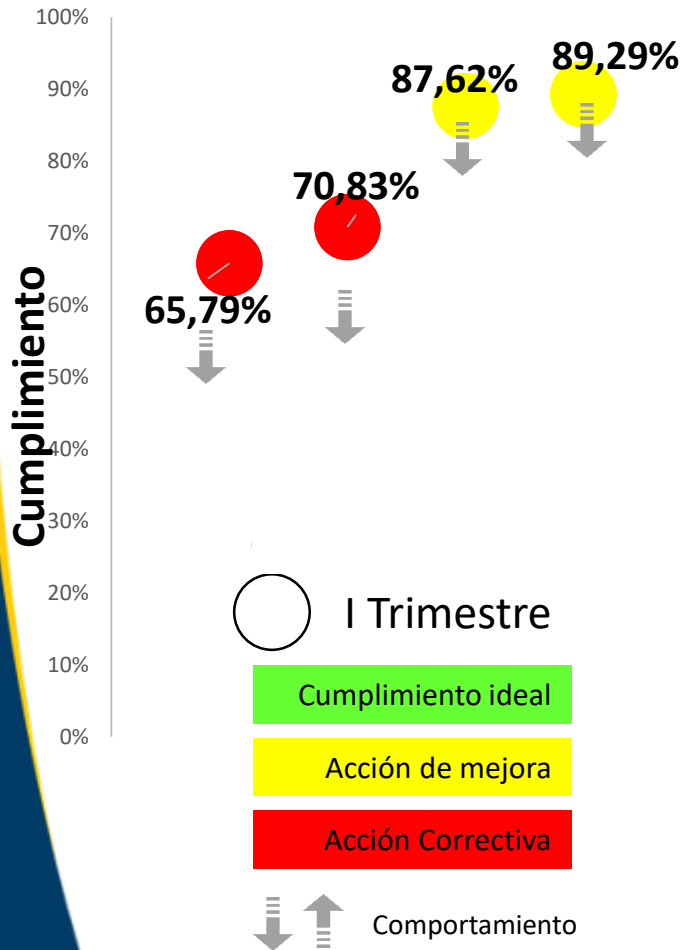 100%
90%
80%
70%
60%
50%
40%
30%
20%
10%
0%
Cumplimiento
65,79%
70,83%
87,62%
89,29%
I Trimestre
Cumplimiento ideal
Acción de mejora
Acción Correctiva
Comportamiento